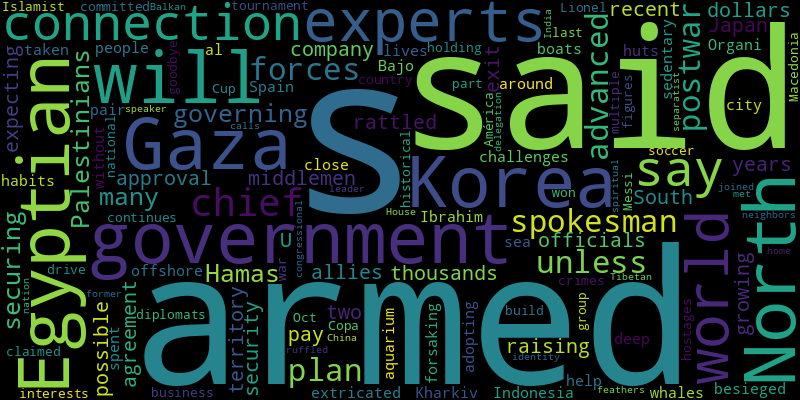 Islamist
committed
Balkan
tournament
India
Lionel
recent
dollars
connection
experts
goodbye
company
lives
holding
last
boats
Japan
Organi
expecting
Egyptian
taken
people
al
will
forces
Cup
Spain
Bajo
country
exit
part
around
huts
said
sedentary
postwar
Macedonia
Palestinians
without
national
pair
speaker
governing
rattled
America
delegation
advanced
multiple
figures
separatist
city
S
Gaza
approval
middlemen
close
historical
challenges
soccer
habits
many
calls
leader
chief
House
Korea
won
spiritual
Messi
say
years
joined
met
neighbors
South
Ibrahim
spokesman
securing
nation
continues
government
U
war
congressional
sea
officials
unless
world
North
home
growing
drive
offshore
Hamas
allies
thousands
Tibetan
crimes
former
possible
agreement
diplomats
territory
security
armed
two
Oct
Copa
China
pay
aquarium
forsaking
adopting
build
group
deep
hostages
claimed
spent
ruffled
plan
raising
identity
help
feathers
interests
business
extricated
Kharkiv
Indonesia
whales
besieged